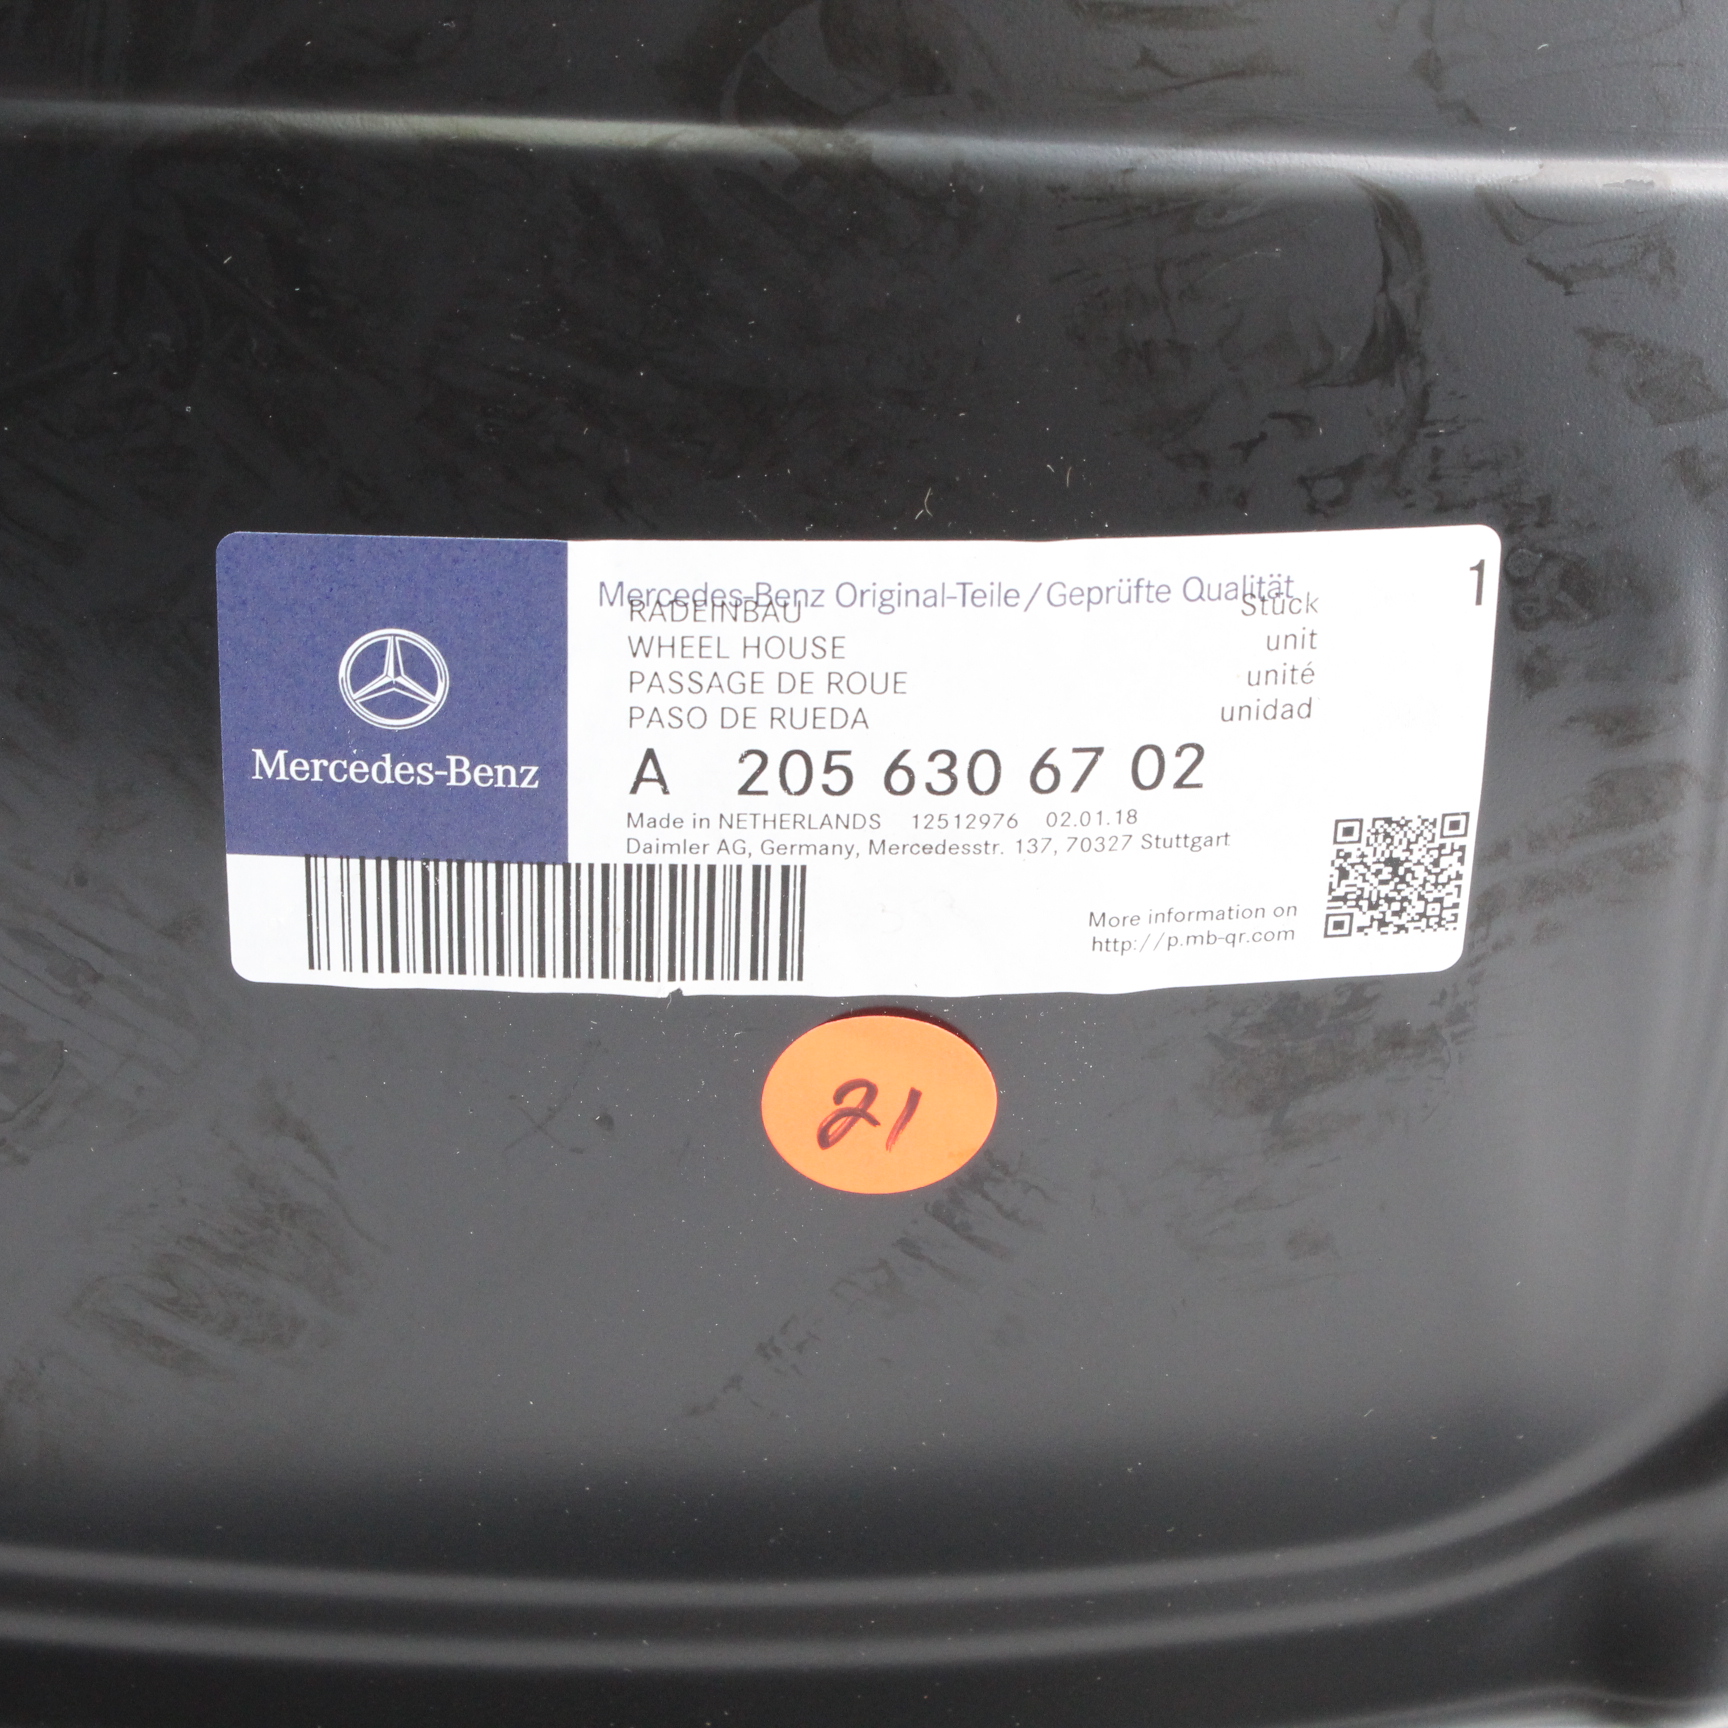 Mercedes-Benz
Mercedes-Benz Original-Teile/Geprüfte Qualität
1
RADEINBAU Stück
WHEEL HOUSE unit
PASSAGE DE ROUE unité
PASO DE RUEDA unidad
A 205 630 67 02
Made in NETHERLANDS 12512976 02.01.18
Daimler AG, Germany, Mercedesstr. 137, 70327 Stuttgart
More information on
http://p.mb-qr.com
21